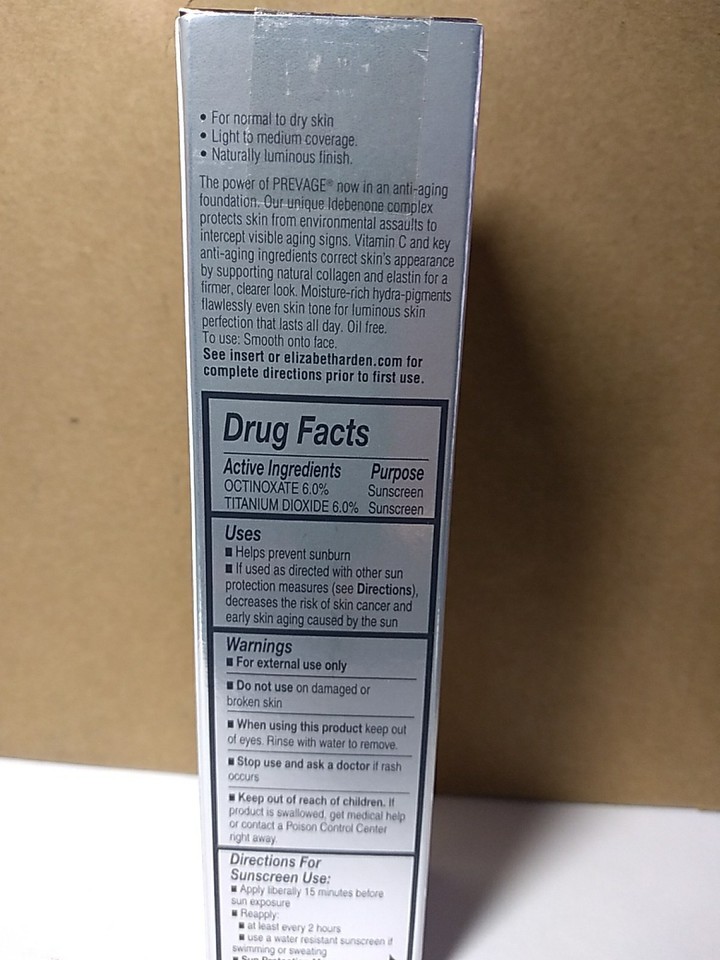 • For normal to dry skin
• Light to medium coverage.
• Naturally luminous finish.
The power of PREVAGE® now in an anti-aging
foundation. Our unique Idebenone complex
protects skin from environmental assaults to
intercept visible aging signs. Vitamin C and key
anti-aging ingredients correct skin's appearance
by supporting natural collagen and elastin for a
firmer, clearer look. Moisture-rich hydra-pigments
flawlessly even skin tone for luminous skin
perfection that lasts all day. Oil free.
To use: Smooth onto face.
See insert or elizabetharden.com for
complete directions prior to first use.
Drug Facts
Active Ingredients Purpose
OCTINOXATE 6.0% Sunscreen
TITANIUM DIOXIDE 6.0% Sunscreen
Uses
■ Helps prevent sunburn
■ If used as directed with other sun
protection measures (see Directions),
decreases the risk of skin cancer and
early skin aging caused by the sun
Warnings
■ For external use only
■ Do not use on damaged or
broken skin
■ When using this product keep out
of eyes. Rinse with water to remove.
■ Stop use and ask a doctor if rash
occurs
■ Keep out of reach of children. If
product is swallowed, get medical help
or contact a Poison Control Center
right away.
Directions For
Sunscreen Use:
■ Apply liberally 15 minutes before
sun exposure
■ Reapply:
■ at least every 2 hours
■ use a water resistant sunscreen if
swimming or sweating
■ Sun Protection